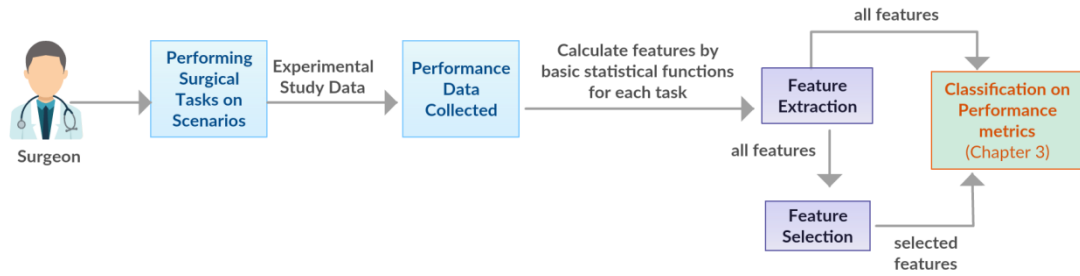 Surgeon
Performing
Surgical
Tasks on
Scenarios
Experimental
Study Data
Performance
Data
Collected
Calculate features by
basic statistical functions
for each task
Feature
Extraction
all features
all features
Feature
Selection
selected
features
Classification on
Performance
metrics
(Chapter 3)